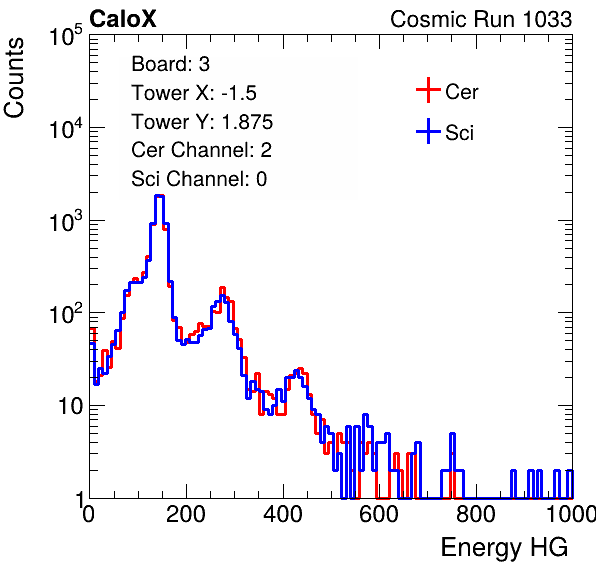 CaloX Cosmic Run 1033
Counts
10^5
10^4
10^3
10^2
10
1
Board: 3
Tower X: -1.5
Tower Y: 1.875
Cer Channel: 2
Sci Channel: 0
Cer
Sci
0 200 400 600 800 1000
Energy HG